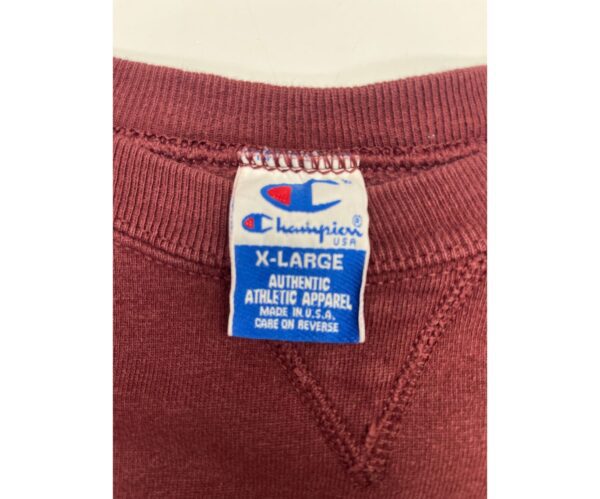 Champion®
USA
X-LARGE
AUTHENTIC
ATHLETIC APPAREL
MADE IN U.S.A.
CARE ON REVERSE